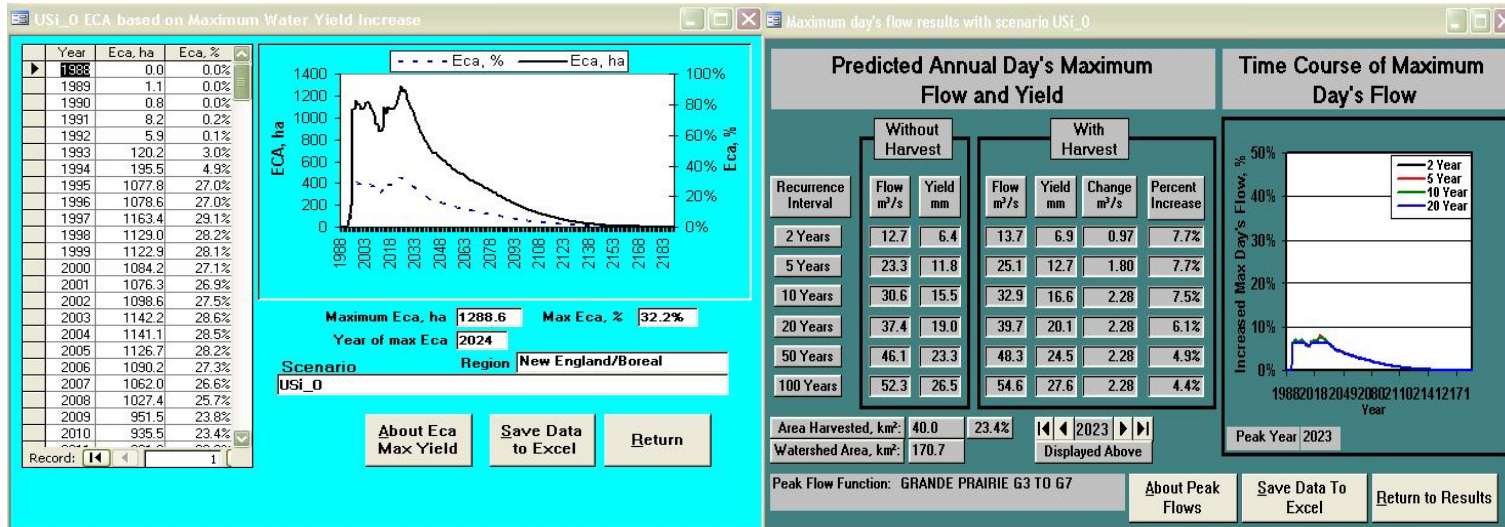 USi_0 ECA based on Maximum Water Yield Increase
Year Eca, ha Eca, %
1988 0.0 0.0%
1989 1.1 0.0%
1990 0.8 0.0%
1991 8.2 0.2%
1992 5.9 0.1%
1993 120.2 3.0%
1994 195.5 4.9%
1995 1077.8 27.0%
1996 1078.6 27.0%
1997 1163.4 29.1%
1998 1129.0 28.2%
1999 1122.9 28.1%
2000 1084.2 27.1%
2001 1076.3 26.9%
2002 1098.6 27.5%
2003 1142.2 28.6%
2004 1141.1 28.5%
2005 1126.7 28.2%
2006 1090.2 27.3%
2007 1062.0 26.6%
2008 1027.4 25.7%
2009 951.5 23.8%
2010 935.5 23.4%
Record: 1
Eca, % Eca, ha
ECA, ha
1400
1200
1000
800
600
400
200
0
100%
80%
60%
40%
20%
0%
Eca, %
1988 2003 2018 2033 2048 2063 2078 2093 2108 2123 2138 2153 2168 2183
Maximum Eca, ha 1288.6 Max Eca, % 32.2%
Year of max Eca 2024
Scenario Region New England/Boreal
USi_0
About Eca Max Yield
Save Data to Excel
Return
Maximum day's flow results with scenario USi_0
Predicted Annual Day's Maximum
Flow and Yield
Without Harvest
With Harvest
Recurrence Interval Flow m³/s Yield mm Flow m³/s Yield mm Change m³/s Percent Increase
2 Years 12.7 6.4 13.7 6.9 0.97 7.7%
5 Years 23.3 11.8 25.1 12.7 1.80 7.7%
10 Years 30.6 15.5 32.9 16.6 2.28 7.5%
20 Years 37.4 19.0 39.7 20.1 2.28 6.1%
50 Years 46.1 23.3 48.3 24.5 2.28 4.9%
100 Years 52.3 26.5 54.6 27.6 2.28 4.4%
Area Harvested, km²: 40.0 23.4%
Watershed Area, km²: 170.7
2023
Displayed Above
Peak Flow Function: GRANDE PRAIRIE G3 TO G7
Time Course of Maximum
Day's Flow
Increased Max Day's Flow, %
50%
40%
30%
20%
10%
0%
2 Year
5 Year
10 Year
20 Year
1988201820492080211021412171
Year
Peak Year 2023
About Peak Flows
Save Data To Excel
Return to Results